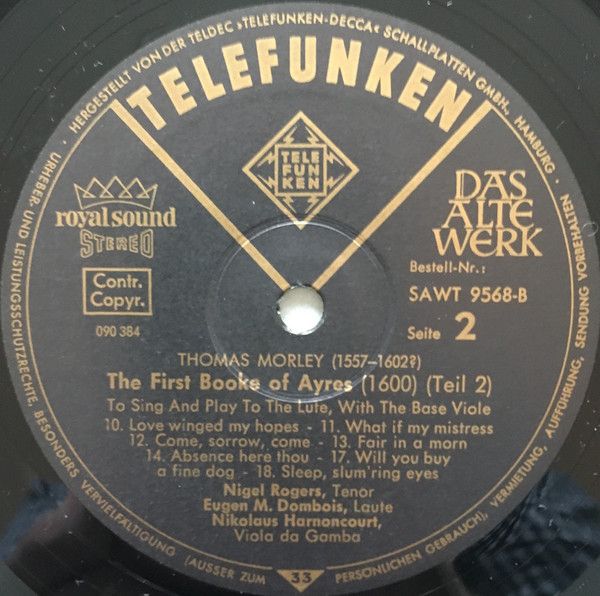 HERGESTELLT VON DER TELDEC »TELEFUNKEN-DECCA« SCHALLPLATTEN GMBH., HAMBURG ·
TELEFUNKEN
TELE
FUN
KEN
royal sound
STEREO
DAS
ALTE
WERK
Contr.
Copyr.
Bestell-Nr.:
SAWT 9568-B
090 384
Seite 2
THOMAS MORLEY (1557–1602?)
The First Booke of Ayres (1600) (Teil 2)
To Sing And Play To The Lute, With The Base Viole
10. Love winged my hopes - 11. What if my mistress
12. Come, sorrow, come - 13. Fair in a morn
14. Absence here thou - 17. Will you buy
a fine dog - 18. Sleep, slum'ring eyes
Nigel Rogers, Tenor
Eugen M. Dombois, Laute
Nikolaus Harnoncourt,
Viola da Gamba
33
· URHEBER- UND LEISTUNGSSCHUTZRECHTE, BESONDERS VERVIELFÄLTIGUNG (AUSSER ZUM PERSÖNLICHEN GEBRAUCH), VERMIETUNG, AUFFÜHRUNG, SENDUNG VORBEHALTEN ·